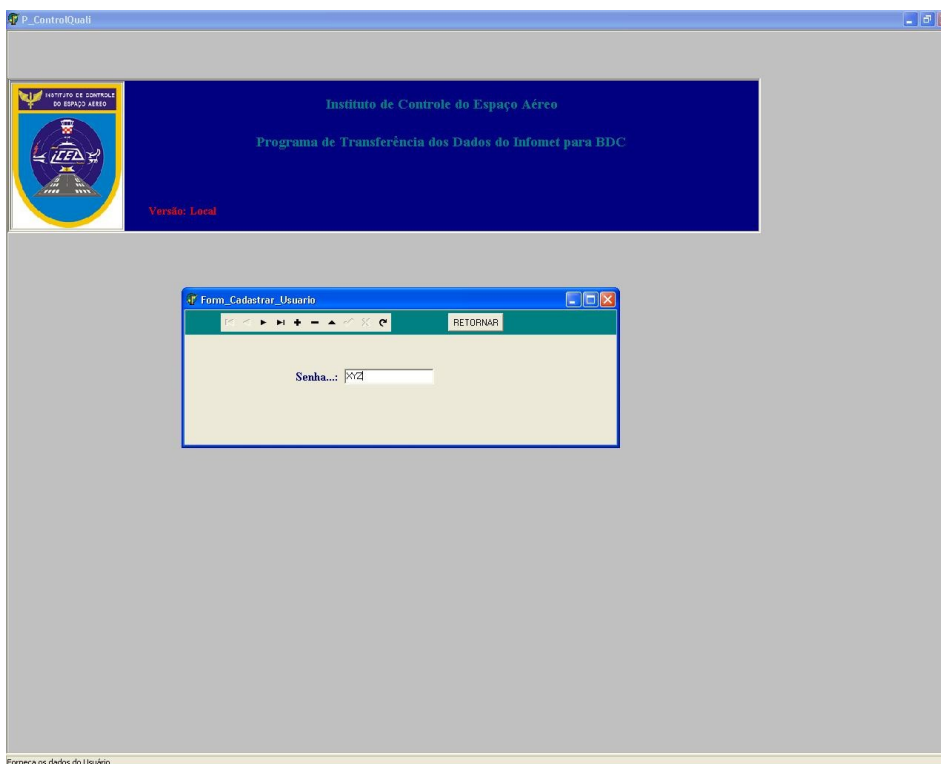 P_ControlQuali
INSTITUTO DE CONTROLE
DO ESPAÇO AÉREO
ICEA
Instituto de Controle do Espaço Aéreo
Programa de Transferência dos Dados do Infomet para BDC
Versão: Local
Form_Cadastrar_Usuario
RETORNAR
Senha...: XYZ
Forneca os dados do Usuário